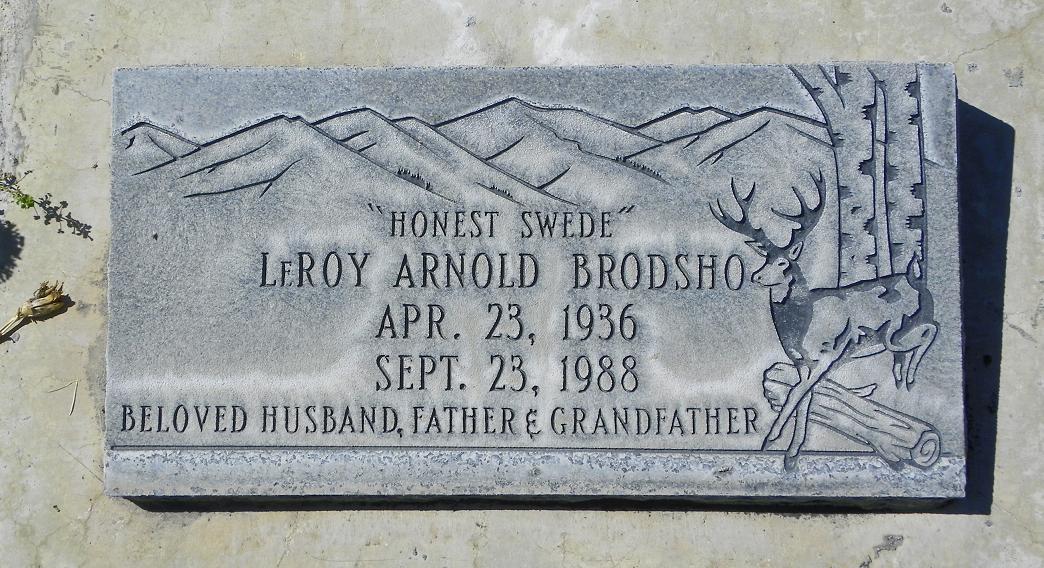 "HONEST SWEDE"
LeROY ARNOLD BRODSHO
APR. 23, 1936
SEPT. 23, 1988
BELOVED HUSBAND, FATHER & GRANDFATHER